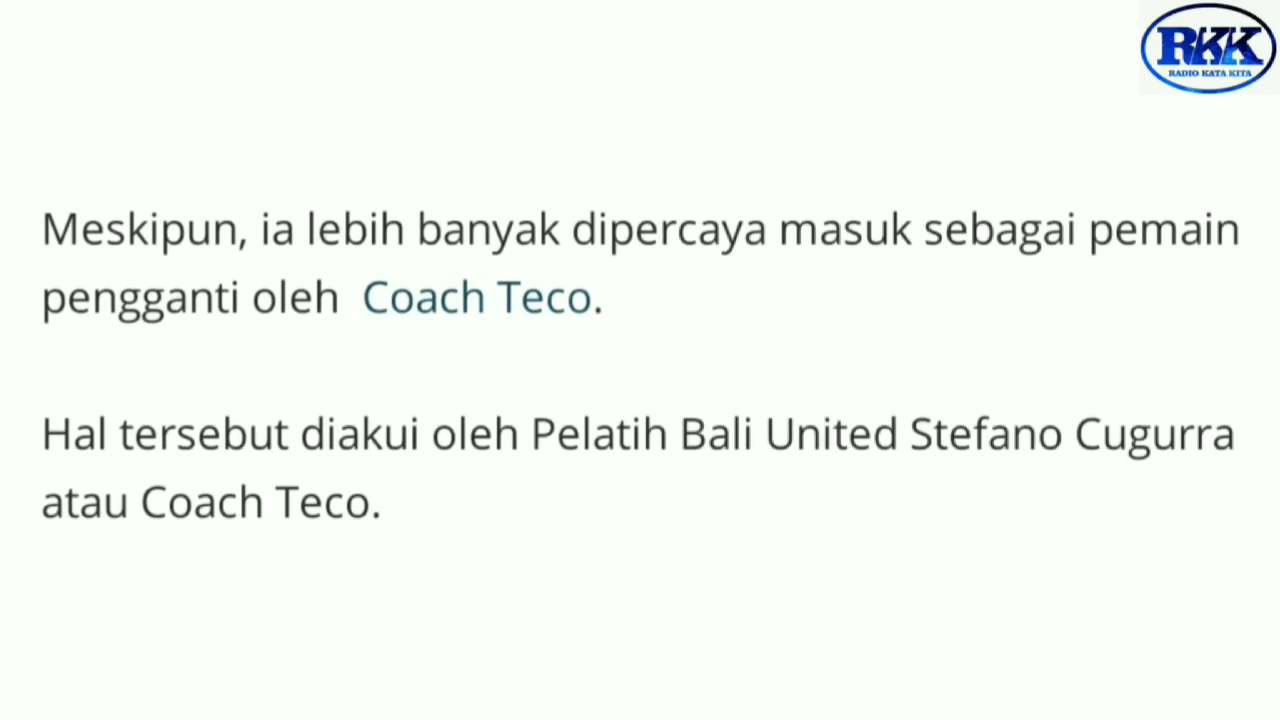 RKK
RADIO KATA KITA
Meskipun, ia lebih banyak dipercaya masuk sebagai pemain
pengganti oleh Coach Teco.
Hal tersebut diakui oleh Pelatih Bali United Stefano Cugurra
atau Coach Teco.